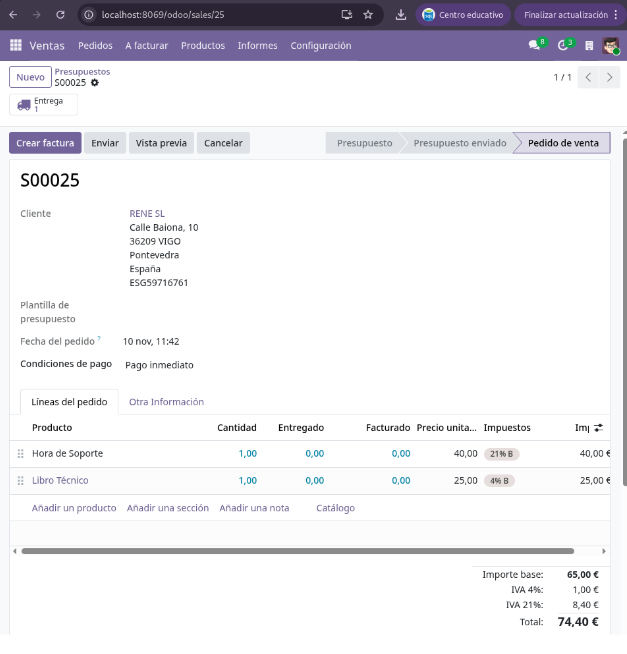 localhost:8069/odoo/sales/25
Centro educativo
Finalizar actualización
Ventas Pedidos A facturar Productos Informes Configuración 8 3
Nuevo Presupuestos
S00025
1 / 1
Entrega
1
Crear factura Enviar Vista previa Cancelar Presupuesto Presupuesto enviado Pedido de venta
S00025
Cliente RENE SL
Calle Baiona, 10
36209 VIGO
Pontevedra
España
ESG59716761
Plantilla de
presupuesto
Fecha del pedido ? 10 nov, 11:42
Condiciones de pago Pago inmediato
Líneas del pedido Otra Información
Producto Cantidad Entregado Facturado Precio unita... Impuestos Im
Hora de Soporte 1,00 0,00 0,00 40,00 21% B 40,00 €
Libro Técnico 1,00 0,00 0,00 25,00 4% B 25,00 €
Añadir un producto Añadir una sección Añadir una nota Catálogo
Importe base: 65,00 €
IVA 4%: 1,00 €
IVA 21%: 8,40 €
Total: 74,40 €